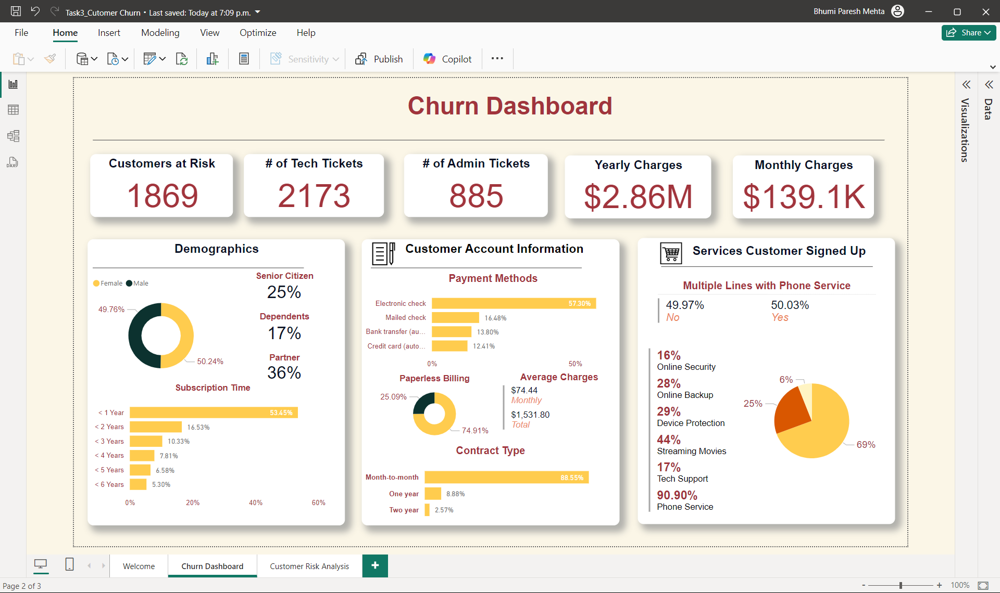 Task3_Cutomer Churn • Last saved: Today at 7:09 p.m.
Bhumi Paresh Mehta
File Home Insert Modeling View Optimize Help
Share
Sensitivity
Publish
Copilot
Visualizations
Data
DAX
Churn Dashboard
Customers at Risk
1869
# of Tech Tickets
2173
# of Admin Tickets
885
Yearly Charges
$2.86M
Monthly Charges
$139.1K
Demographics
Female Male
49.76%
50.24%
Senior Citizen
25%
Dependents
17%
Partner
36%
Subscription Time
< 1 Year 53.45%
< 2 Years 16.53%
< 3 Years 10.33%
< 4 Years 7.81%
< 5 Years 6.58%
< 6 Years 5.30%
0% 20% 40% 60%
Customer Account Information
Payment Methods
Electronic check 57.30%
Mailed check 16.48%
Bank transfer (au... 13.80%
Credit card (auto... 12.41%
0% 50%
Paperless Billing
25.09%
74.91%
Average Charges
$74.44
Monthly
$1,531.80
Total
Contract Type
Month-to-month 88.55%
One year 8.88%
Two year 2.57%
Services Customer Signed Up
Multiple Lines with Phone Service
49.97% 50.03%
No Yes
16%
Online Security
28%
Online Backup
29%
Device Protection
44%
Streaming Movies
17%
Tech Support
90.90%
Phone Service
6%
25%
69%
Welcome
Churn Dashboard
Customer Risk Analysis
Page 2 of 3
- + 100%